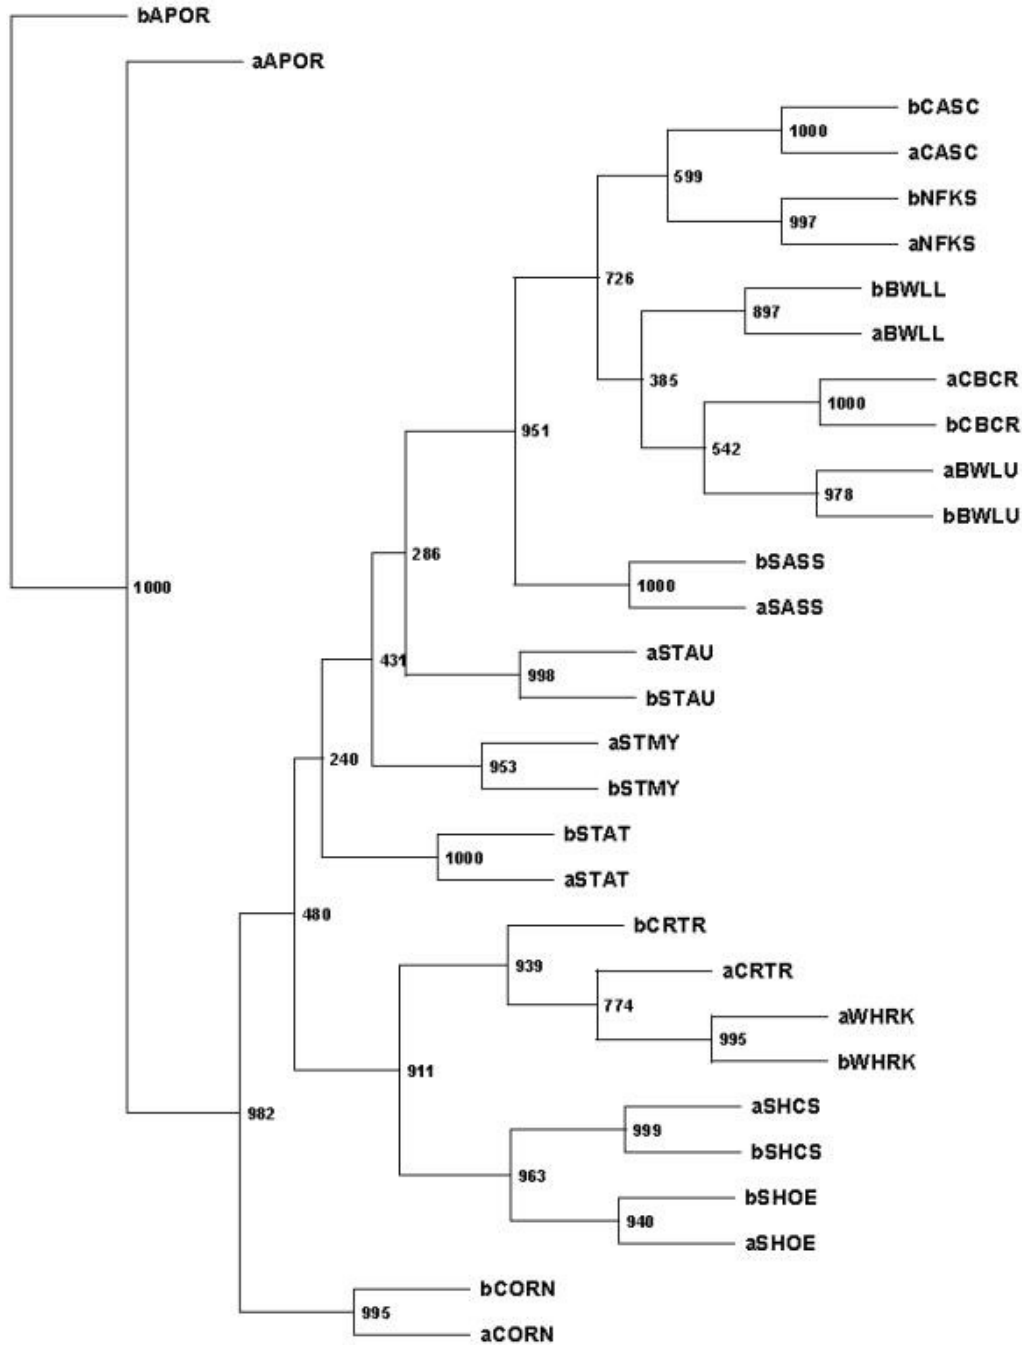 bAPOR
aAPOR
bCASC
1000
aCASC
599
bNFKS
997
aNFKS
726
bBWLL
897
aBWLL
385
aCBCR
1000
bCBCR
951
542
aBWLU
978
bBWLU
286
bSASS
1000
1000
aSASS
aSTAU
431
998
bSTAU
aSTMY
240
953
bSTMY
bSTAT
1000
aSTAT
480
bCRTR
939
aCRTR
774
aWHRK
995
bWHRK
911
aSHCS
982
999
bSHCS
963
bSHOE
940
aSHOE
bCORN
995
aCORN